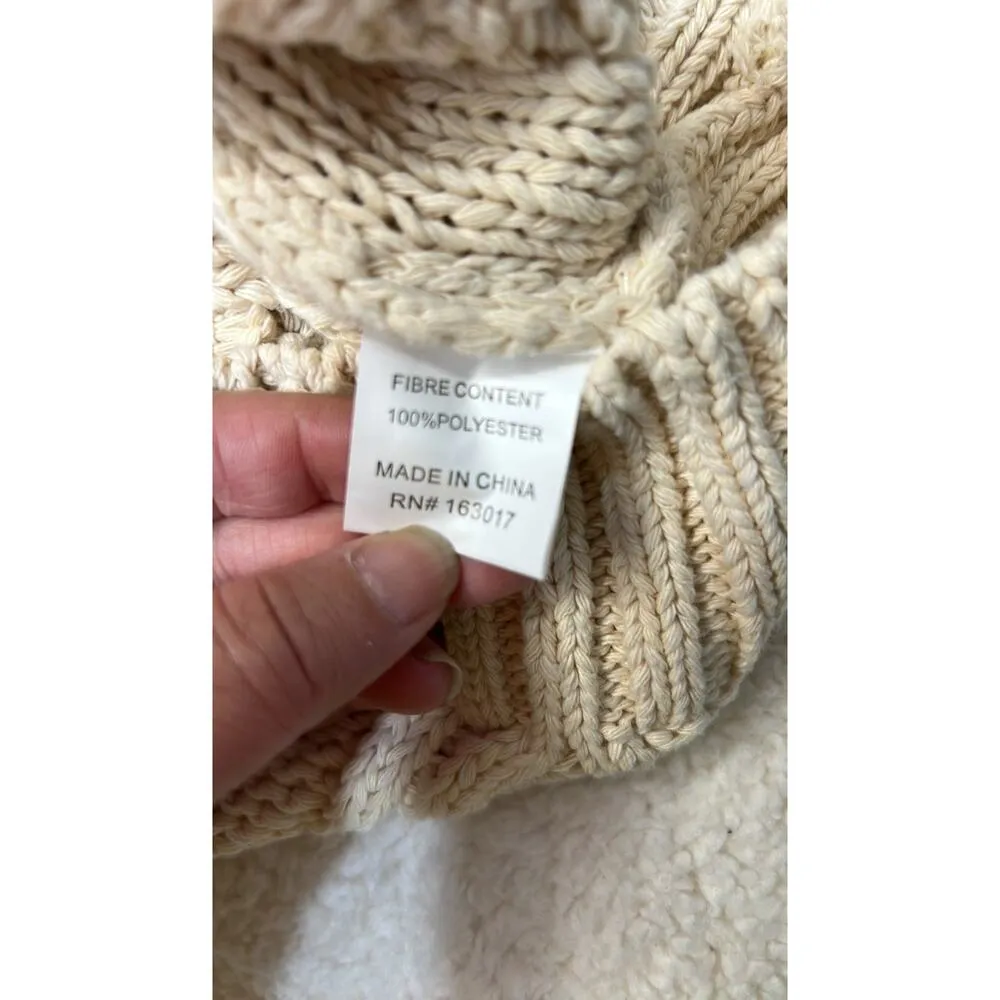 FIBRE CONTENT
100%POLYESTER
MADE IN CHINA
RN# 163017